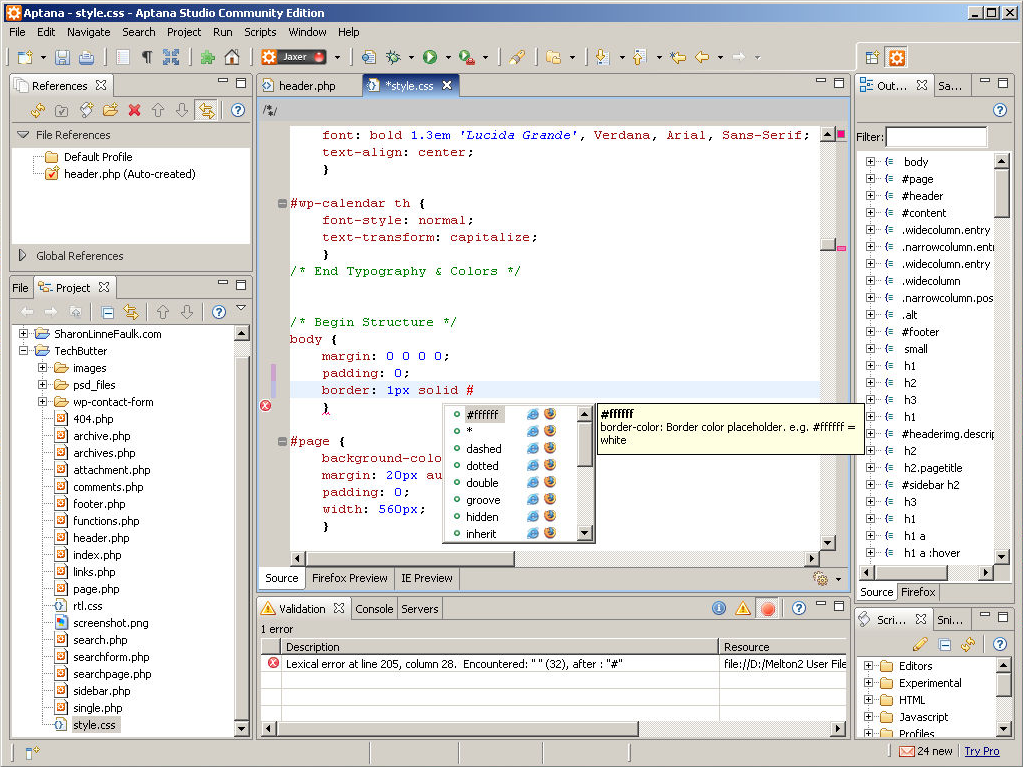 Aptana - style.css - Aptana Studio Community Edition
File Edit Navigate Search Project Run Scripts Window Help
Jaxer
References
File References
Default Profile
header.php (Auto-created)
Global References
File Project
SharonLinneFaulk.com
TechButter
images
psd_files
wp-contact-form
404.php
archive.php
archives.php
attachment.php
comments.php
footer.php
functions.php
header.php
index.php
links.php
page.php
rtl.css
screenshot.png
search.php
searchform.php
searchpage.php
sidebar.php
single.php
style.css
header.php *style.css
/*/
font: bold 1.3em 'Lucida Grande', Verdana, Arial, Sans-Serif;
text-align: center;
}
#wp-calendar th {
font-style: normal;
text-transform: capitalize;
}
/* End Typography & Colors */
/* Begin Structure */
body {
margin: 0 0 0 0;
padding: 0;
border: 1px solid #
}
#page {
background-colo
margin: 20px au
padding: 0;
width: 560px;
}
#ffffff
*
dashed
dotted
double
groove
hidden
inherit
#ffffff
border-color: Border color placeholder. e.g. #ffffff =
white
Source Firefox Preview IE Preview
Validation Console Servers
1 error
Description Resource
Lexical error at line 205, column 28. Encountered: " " (32), after : "#" file://D:/Melton2 User File
Out... Sa...
Filter:
body
#page
#header
#content
.widecolumn.entry
.narrowcolumn.entr
.widecolumn.entry
.widecolumn
.narrowcolumn.pos
.alt
#footer
small
h1
h2
h3
h1
#headerimg.descrip
h2
h2.pagetitle
#sidebar h2
h3
h1
h1 a
h1 a :hover
Source Firefox
Scri... Sni...
Editors
Experimental
HTML
Javascript
Profiles
24 new Try Pro